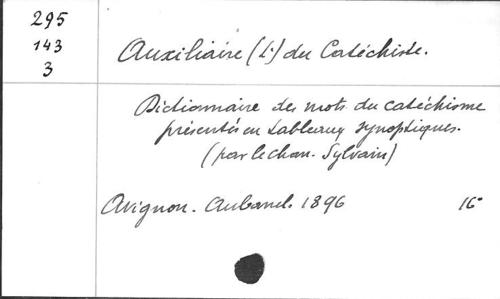 295
143
3
Auxiliaire (L') du Catéchiste.
Dictionnaire des mots du catéchisme
présentés en tableaux synoptiques.
(par le chan. Sylvain)
Avignon. Aubanel. 1896 16°